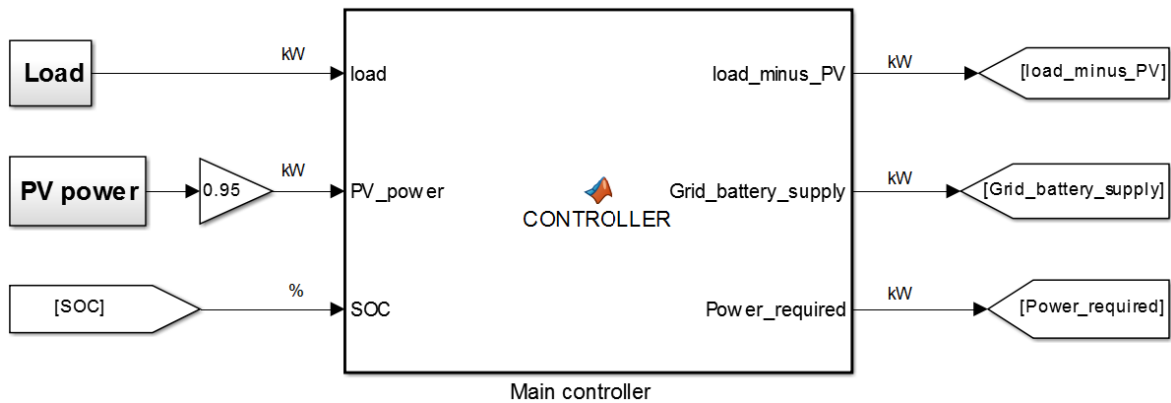 kW
Load
load
load_minus_PV
kW
[load_minus_PV]
PV power
0.95
kW
PV_power
CONTROLLER
Grid_battery_supply
kW
[Grid_battery_supply]
[SOC]
%
SOC
Power_required
kW
[Power_required]
Main controller